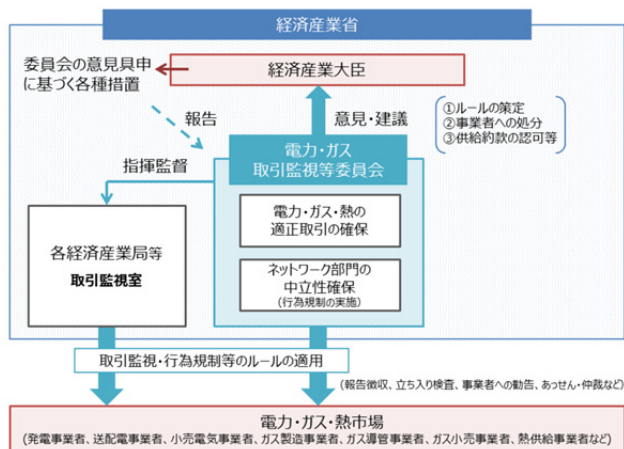 経済産業省
委員会の意見具申
に基づく各種措置
経済産業大臣
報告
意見・建議
①ルールの策定
②事業者への処分
③供給約款の認可等
電力・ガス
取引監視等委員会
指揮監督
電力・ガス・熱の
適正取引の確保
各経済産業局等
取引監視室
ネットワーク部門の
中立性確保
(行為規制の実施)
取引監視・行為規制等のルールの適用
(報告徴収、立ち入り検査、事業者への勧告、あっせん・仲裁など)
電力・ガス・熱市場
(発電事業者、送配電事業者、小売電気事業者、ガス製造事業者、ガス導管事業者、ガス小売事業者、熱供給事業者など)